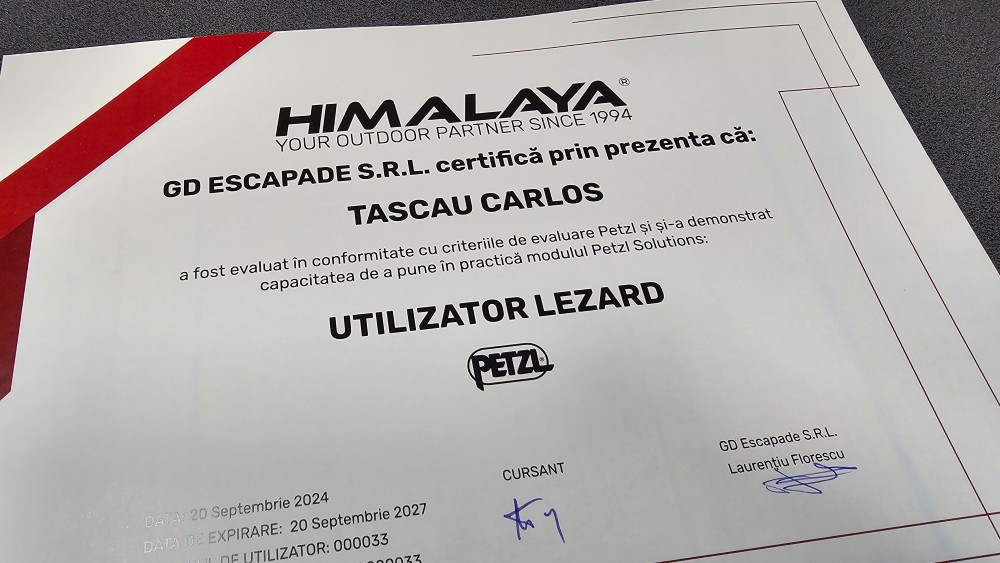 HIMALAYA®
YOUR OUTDOOR PARTNER SINCE 1994
GD ESCAPADE S.R.L. certifică prin prezenta că:
TASCAU CARLOS
a fost evaluat în conformitate cu criteriile de evaluare Petzl și și-a demonstrat
capacitatea de a pune în practică modulul Petzl Solutions:
UTILIZATOR LEZARD
PETZL®
GD Escapade S.R.L.
Laurențiu Florescu
CURSANT
DATA: 20 Septembrie 2024
DATA DE EXPIRARE: 20 Septembrie 2027
DE UTILIZATOR: 000033
000033